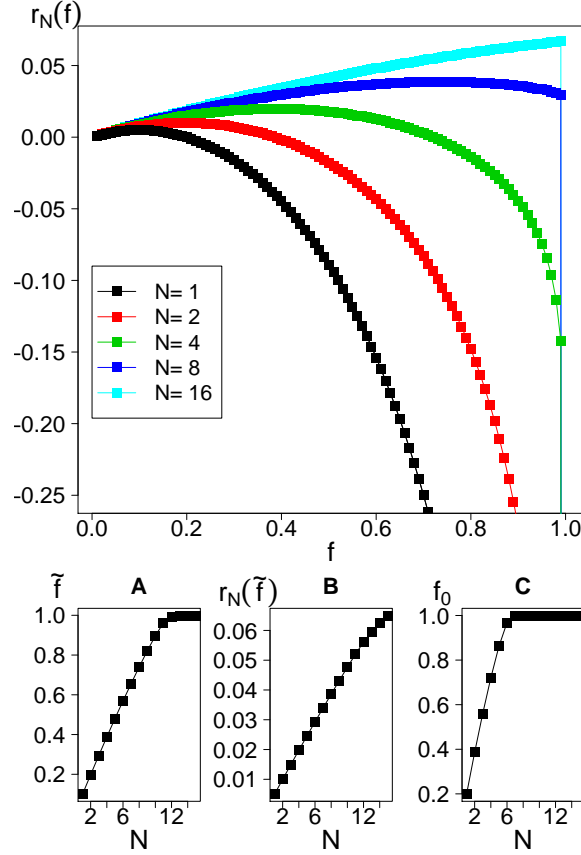 r_N(f)
0.05
0.00
-0.05
-0.10
-0.15
-0.20
-0.25
N= 1
N= 2
N= 4
N= 8
N= 16
0.0 0.2 0.4 0.6 0.8 1.0
f
f̃ A r_N(f̃) B f_0 C
1.0 0.8 0.6 0.4 0.2
2 6 12
N
0.06 0.05 0.04 0.03 0.02 0.01
2 6 12
N
1.0 0.8 0.6 0.4 0.2
2 6 12
N